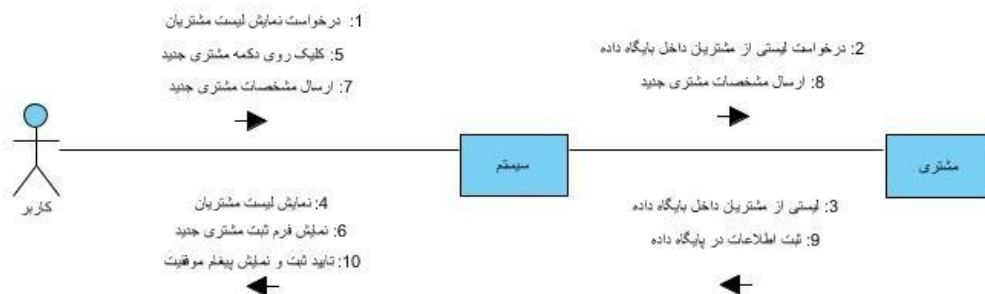 1: درخواست نمایش لیست مشتریان
5: کلیک روی دکمه مشتری جدید
7: ارسال مشخصات مشتری جدید
2: درخواست لیستی از مشتریان داخل بایگاه داده
8: ارسال مشخصات مشتری جدید
کاربر
سیستم
مشتری
4: نمایش لیست مشتریان
6: نمایش فرم ثبت مشتری جدید
10: تایید ثبت و نمایش پیغام موفقیت
3: لیستی از مشتریان داخل بایگاه داده
9: ثبت اطلاعات در پایگاه داده